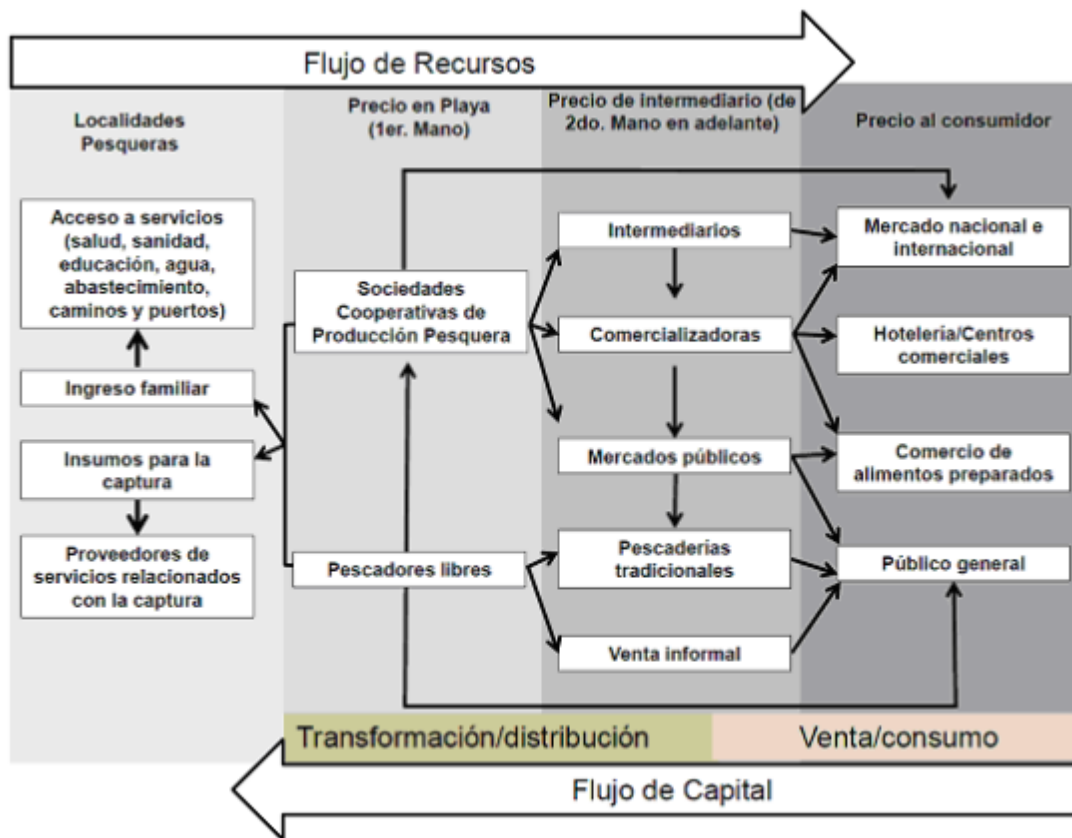 Flujo de Recursos
Localidades
Pesqueras
Acceso a servicios
(salud, sanidad,
educación, agua,
abastecimiento,
caminos y puertos)
Ingreso familiar
Insumos para la
captura
Proveedores de
servicios relacionados
con la captura
Precio en Playa
(1er. Mano)
Sociedades
Cooperativas de
Producción Pesquera
Pescadores libres
Precio de intermediario (de
2do. Mano en adelante)
Intermediarios
Comercializadoras
Mercados públicos
Pescaderías
tradicionales
Venta informal
Precio al consumidor
Mercado nacional e
internacional
Hotelería/Centros
comerciales
Comercio de
alimentos preparados
Público general
Transformación/distribución
Venta/consumo
Flujo de Capital